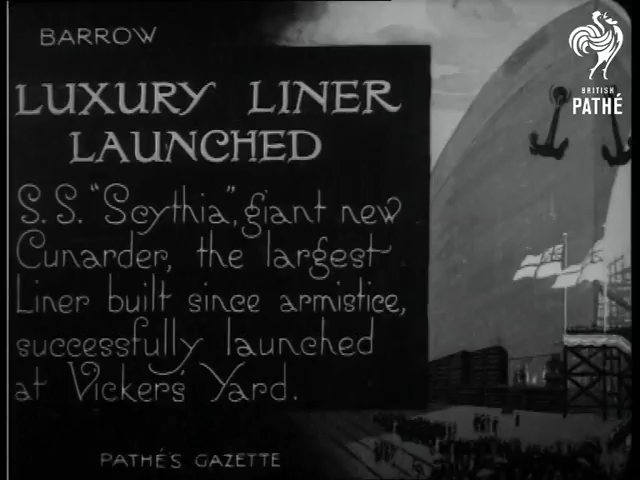 BARROW
LUXURY LINER
LAUNCHED
S.S. "Scythia", giant new
Cunarder, the largest
Liner built since armistice,
successfully launched
at Vickers' Yard.
PATHÉ'S GAZETTE
BRITISH
PATHÉ